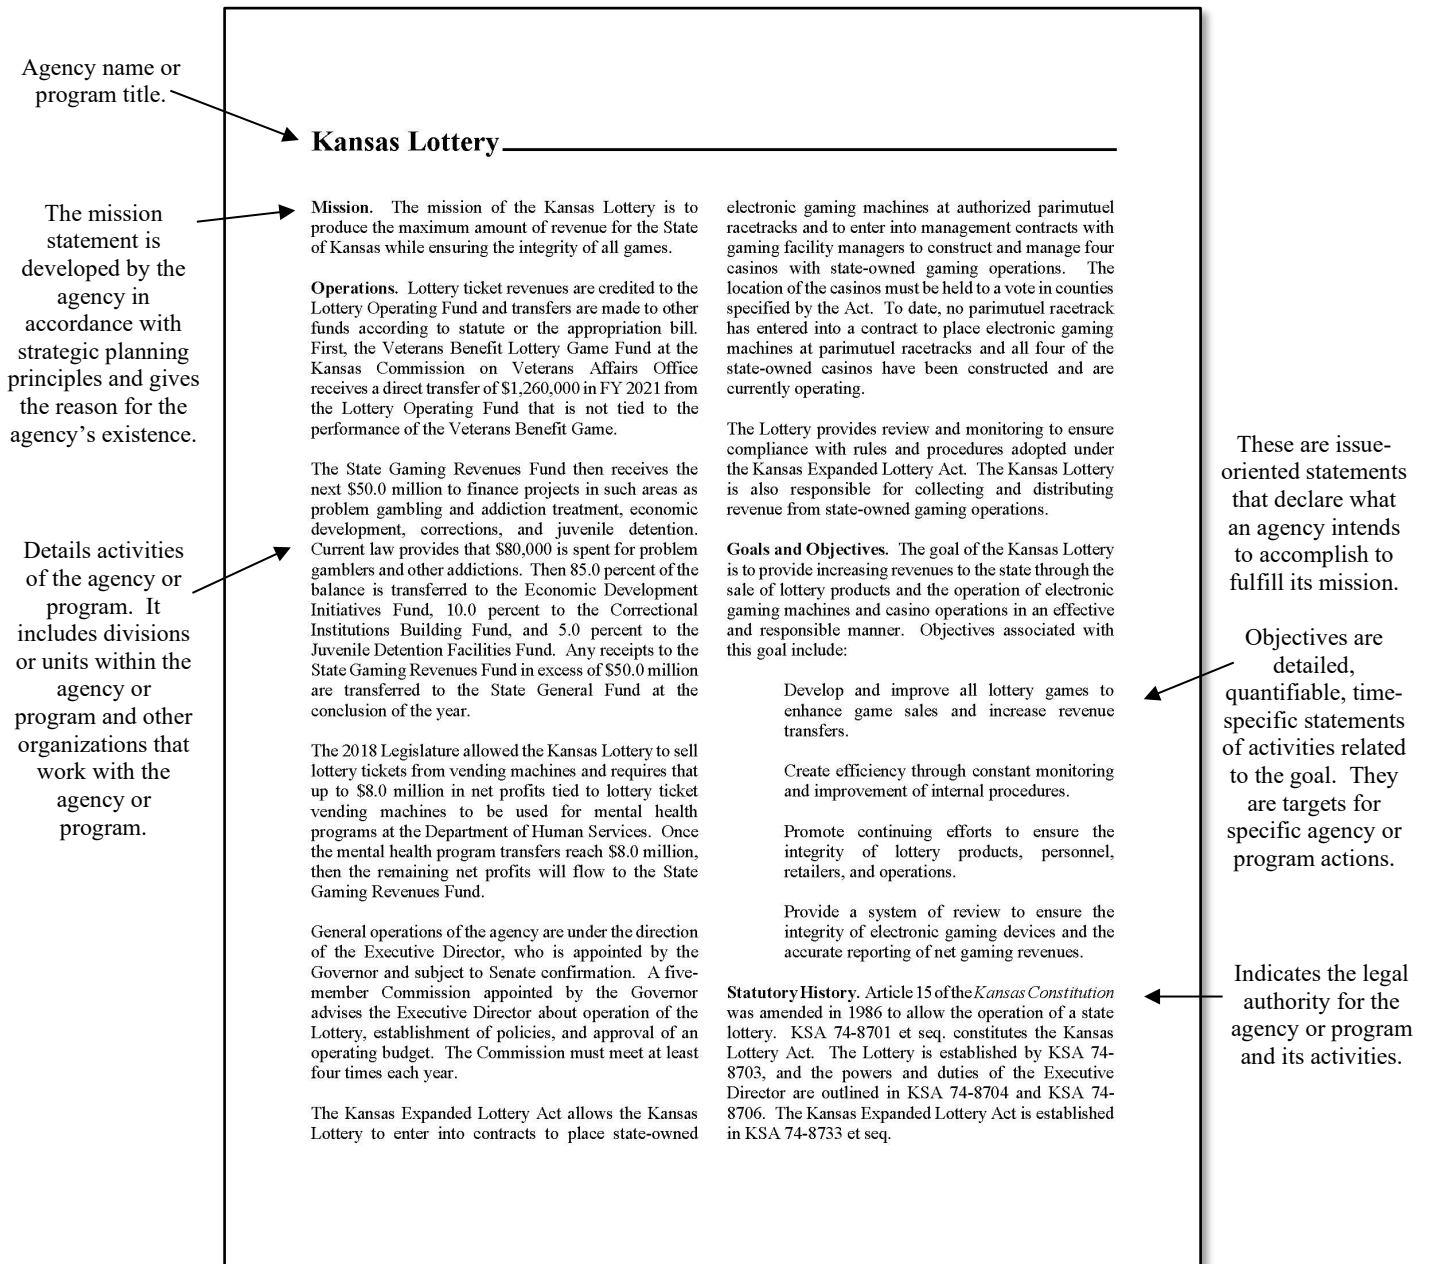 Agency name or
program title.
Kansas Lottery
The mission
statement is
developed by the
agency in
accordance with
strategic planning
principles and gives
the reason for the
agency’s existence.
Details activities
of the agency or
program.  It
includes divisions
or units within the
agency or
program and other
organizations that
work with the
agency or
program.
Mission.  The mission of the Kansas Lottery is to
produce the maximum amount of revenue for the State
of Kansas while ensuring the integrity of all games.
Operations.  Lottery ticket revenues are credited to the
Lottery Operating Fund and transfers are made to other
funds according to statute or the appropriation bill.
First, the Veterans Benefit Lottery Game Fund at the
Kansas Commission on Veterans Affairs Office
receives a direct transfer of $1,260,000 in FY 2021 from
the Lottery Operating Fund that is not tied to the
performance of the Veterans Benefit Game.
The State Gaming Revenues Fund then receives the
next $50.0 million to finance projects in such areas as
problem gambling and addiction treatment, economic
development, corrections, and juvenile detention.
Current law provides that $80,000 is spent for problem
gamblers and other addictions.  Then 85.0 percent of the
balance is transferred to the Economic Development
Initiatives Fund, 10.0 percent to the Correctional
Institutions Building Fund, and 5.0 percent to the
Juvenile Detention Facilities Fund.  Any receipts to the
State Gaming Revenues Fund in excess of $50.0 million
are transferred to the State General Fund at the
conclusion of the year.
The 2018 Legislature allowed the Kansas Lottery to sell
lottery tickets from vending machines and requires that
up to $8.0 million in net profits tied to lottery ticket
vending machines to be used for mental health
programs at the Department of Human Services.  Once
the mental health program transfers reach $8.0 million,
then the remaining net profits will flow to the State
Gaming Revenues Fund.
General operations of the agency are under the direction
of the Executive Director, who is appointed by the
Governor and subject to Senate confirmation.  A five-
member Commission appointed by the Governor
advises the Executive Director about operation of the
Lottery, establishment of policies, and approval of an
operating budget.  The Commission must meet at least
four times each year.
The Kansas Expanded Lottery Act allows the Kansas
Lottery to enter into contracts to place state-owned
electronic gaming machines at authorized parimutuel
racetracks and to enter into management contracts with
gaming facility managers to construct and manage four
casinos with state-owned gaming operations.  The
location of the casinos must be held to a vote in counties
specified by the Act.  To date, no parimutuel racetrack
has entered into a contract to place electronic gaming
machines at parimutuel racetracks and all four of the
state-owned casinos have been constructed and are
currently operating.
The Lottery provides review and monitoring to ensure
compliance with rules and procedures adopted under
the Kansas Expanded Lottery Act.  The Kansas Lottery
is also responsible for collecting and distributing
revenue from state-owned gaming operations.
Goals and Objectives.  The goal of the Kansas Lottery
is to provide increasing revenues to the state through the
sale of lottery products and the operation of electronic
gaming machines and casino operations in an effective
and responsible manner.  Objectives associated with
this goal include:
Develop and improve all lottery games to
enhance game sales and increase revenue
transfers.
Create efficiency through constant monitoring
and improvement of internal procedures.
Promote continuing efforts to ensure the
integrity of lottery products, personnel,
retailers, and operations.
Provide a system of review to ensure the
integrity of electronic gaming devices and the
accurate reporting of net gaming revenues.
Statutory History. Article 15 of the Kansas Constitution
was amended in 1986 to allow the operation of a state
lottery.  KSA 74-8701 et seq. constitutes the Kansas
Lottery Act.  The Lottery is established by KSA 74-
8703, and the powers and duties of the Executive
Director are outlined in KSA 74-8704 and KSA 74-
8706.  The Kansas Expanded Lottery Act is established
in KSA 74-8733 et seq.
These are issue-
oriented statements
that declare what
an agency intends
to accomplish to
fulfill its mission.
Objectives are
detailed,
quantifiable, time-
specific statements
of activities related
to the goal.  They
are targets for
specific agency or
program actions.
Indicates the legal
authority for the
agency or program
and its activities.